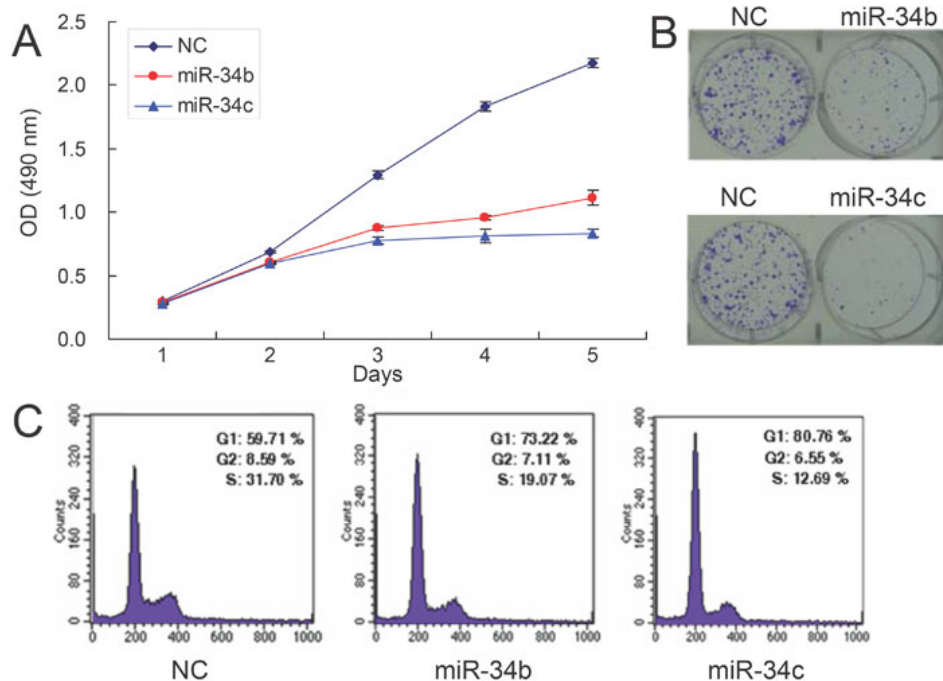 A
2.5
2.0
1.5
1.0
0.5
0.0
OD (490 nm)
NC
miR-34b
miR-34c
1 2 3 4 5
Days
B
NC miR-34b
NC miR-34c
C
400
320
240
160
80
0
Counts
G1: 59.71 %
G2: 8.59 %
S: 31.70 %
0 200 400 600 800 1000
NC
400
320
240
160
80
0
Counts
G1: 73.22 %
G2: 7.11 %
S: 19.07 %
0 200 400 600 800 1000
miR-34b
400
320
240
160
80
0
Counts
G1: 80.76 %
G2: 6.55 %
S: 12.69 %
0 200 400 600 800 1000
miR-34c